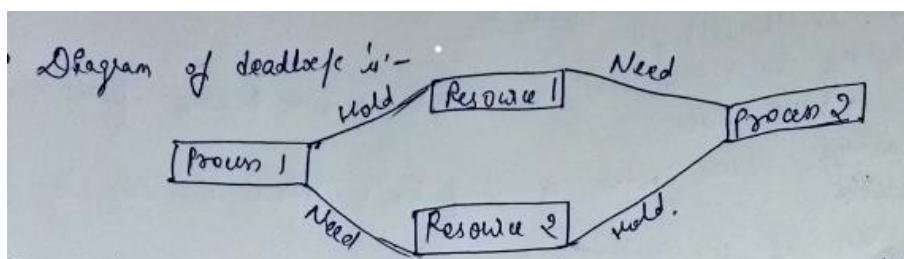 Diagram of deadlock is:-
Hold
Resource 1
Need
Process 1
Process 2
Need
Resource 2
Hold.